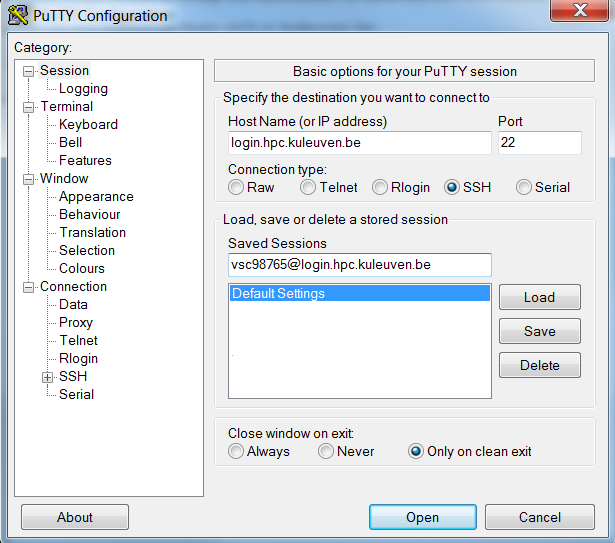 PuTTY Configuration
Category:
Session
Logging
Terminal
Keyboard
Bell
Features
Window
Appearance
Behaviour
Translation
Selection
Colours
Connection
Data
Proxy
Telnet
Rlogin
SSH
Serial
Basic options for your PuTTY session
Specify the destination you want to connect to
Host Name (or IP address) Port
login.hpc.kuleuven.be 22
Connection type:
Raw Telnet Rlogin SSH Serial
Load, save or delete a stored session
Saved Sessions
vsc98765@login.hpc.kuleuven.be
Default Settings
Load
Save
Delete
Close window on exit:
Always Never Only on clean exit
About Open Cancel